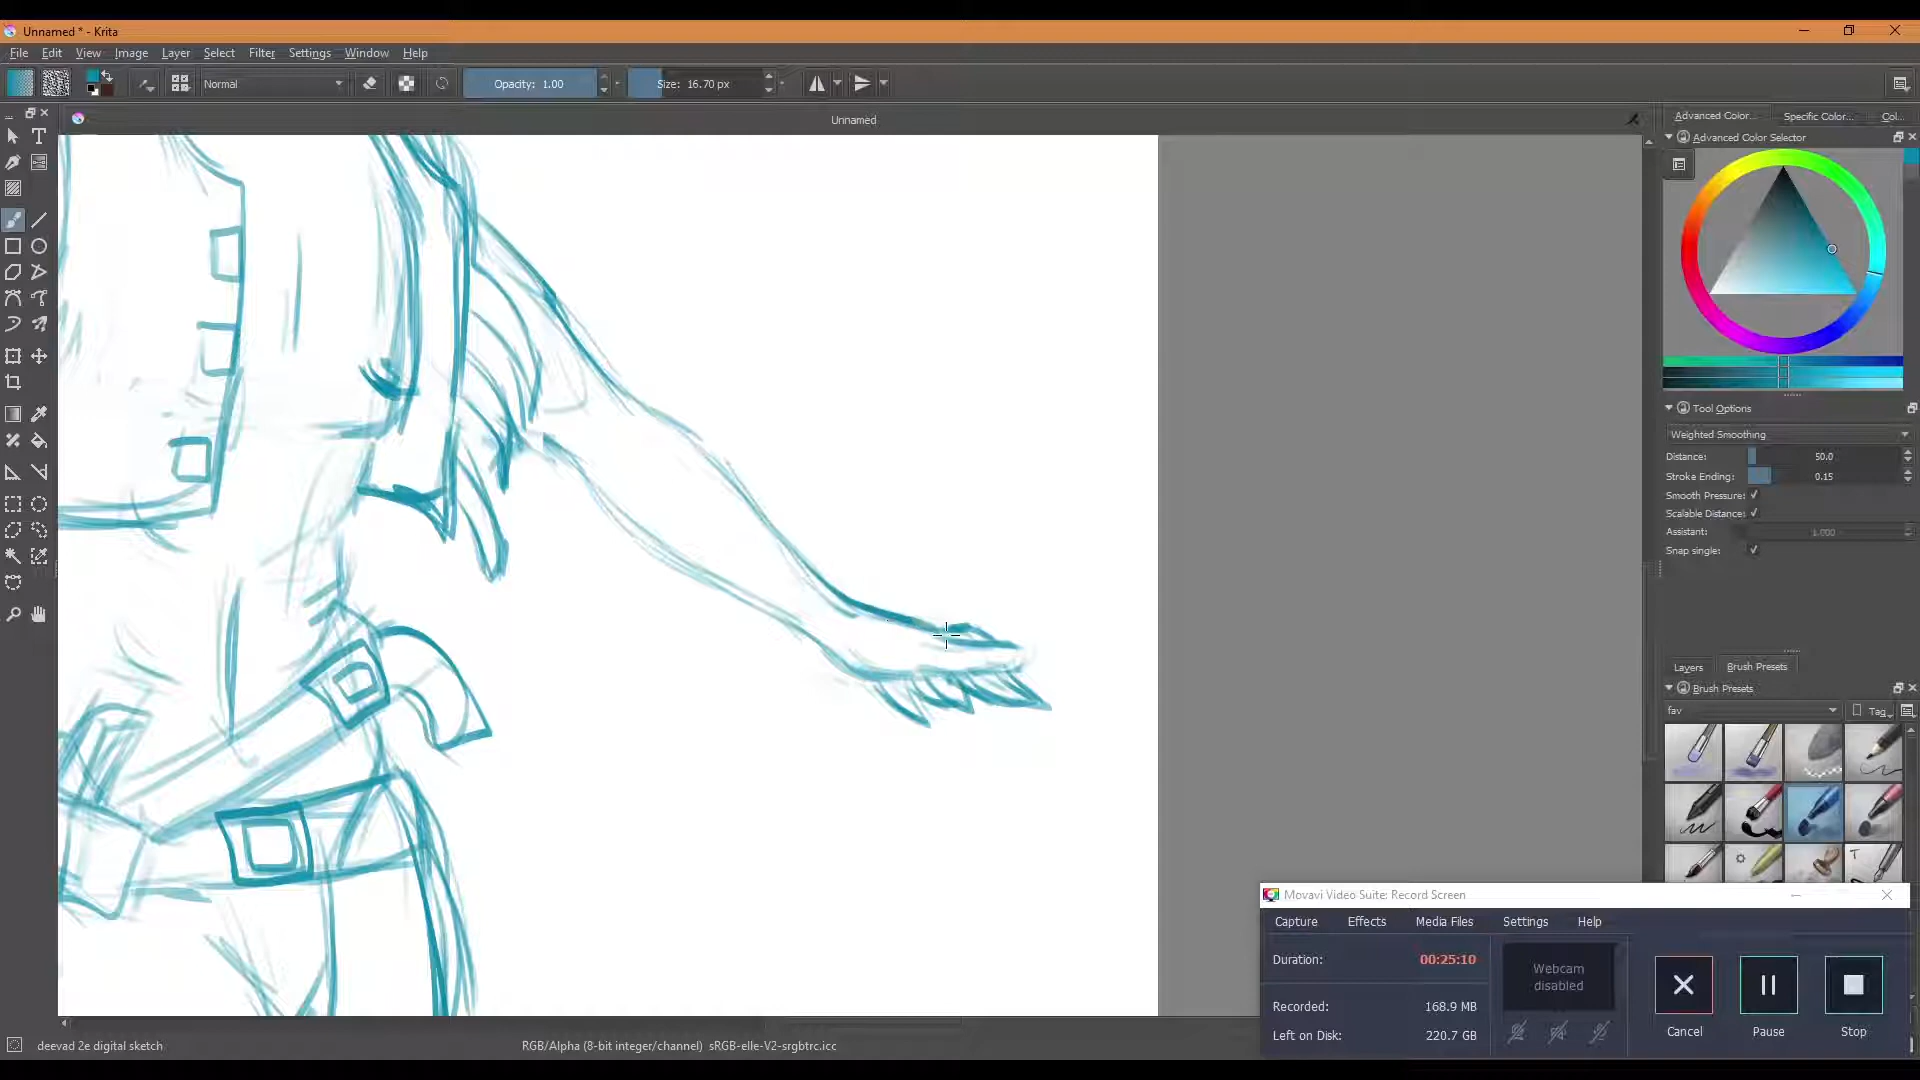 Unnamed * - Krita
File Edit View Image Layer Select Filter Settings Window Help
Normal Opacity: 1.00 Size: 16.70 px
Unnamed
Advanced Color... Specific Color... Col...
Advanced Color Selector
Tool Options
Weighted Smoothing
Distance: 50.0
Stroke Ending: 0.15
Smooth Pressure:
Scalable Distance:
Assistant: 1.000
Snap single:
Layers Brush Presets
Brush Presets
fav Tag
Movavi Video Suite: Record Screen
Capture Effects Media Files Settings Help
Duration: 00:25:10
Webcam
disabled
Recorded: 168.9 MB
Left on Disk: 220.7 GB
Cancel Pause Stop
deevad 2e digital sketch RGB/Alpha (8-bit integer/channel) sRGB-elle-V2-srgbtrc.icc